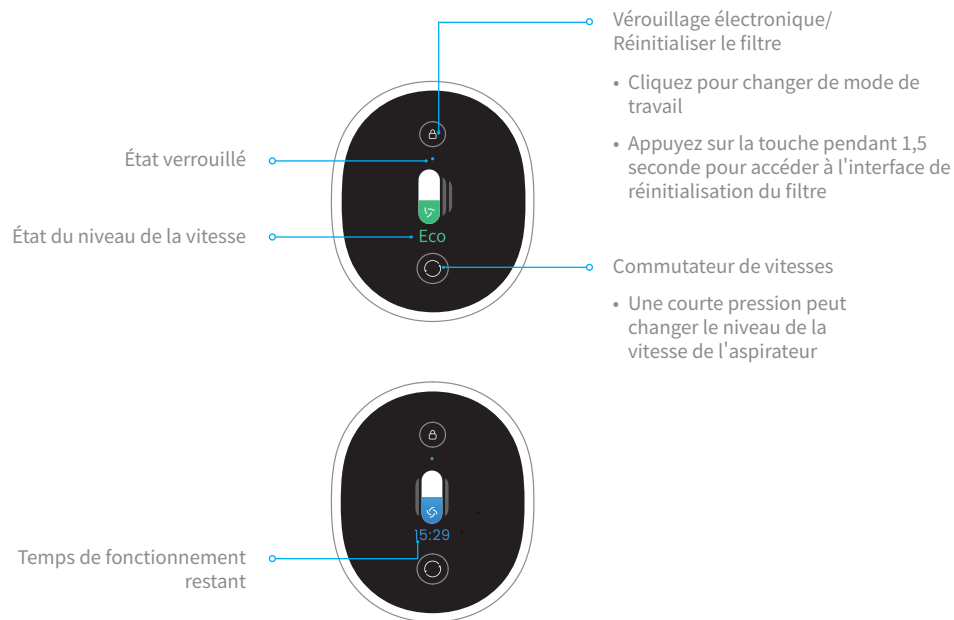 Vérouillage électronique/
Réinitialiser le filtre
• Cliquez pour changer de mode de
travail
• Appuyez sur la touche pendant 1,5
seconde pour accéder à l'interface de
réinitialisation du filtre
État verrouillé
État du niveau de la vitesse
Eco
Commutateur de vitesses
• Une courte pression peut
changer le niveau de la
vitesse de l'aspirateur
15:29
Temps de fonctionnement
restant